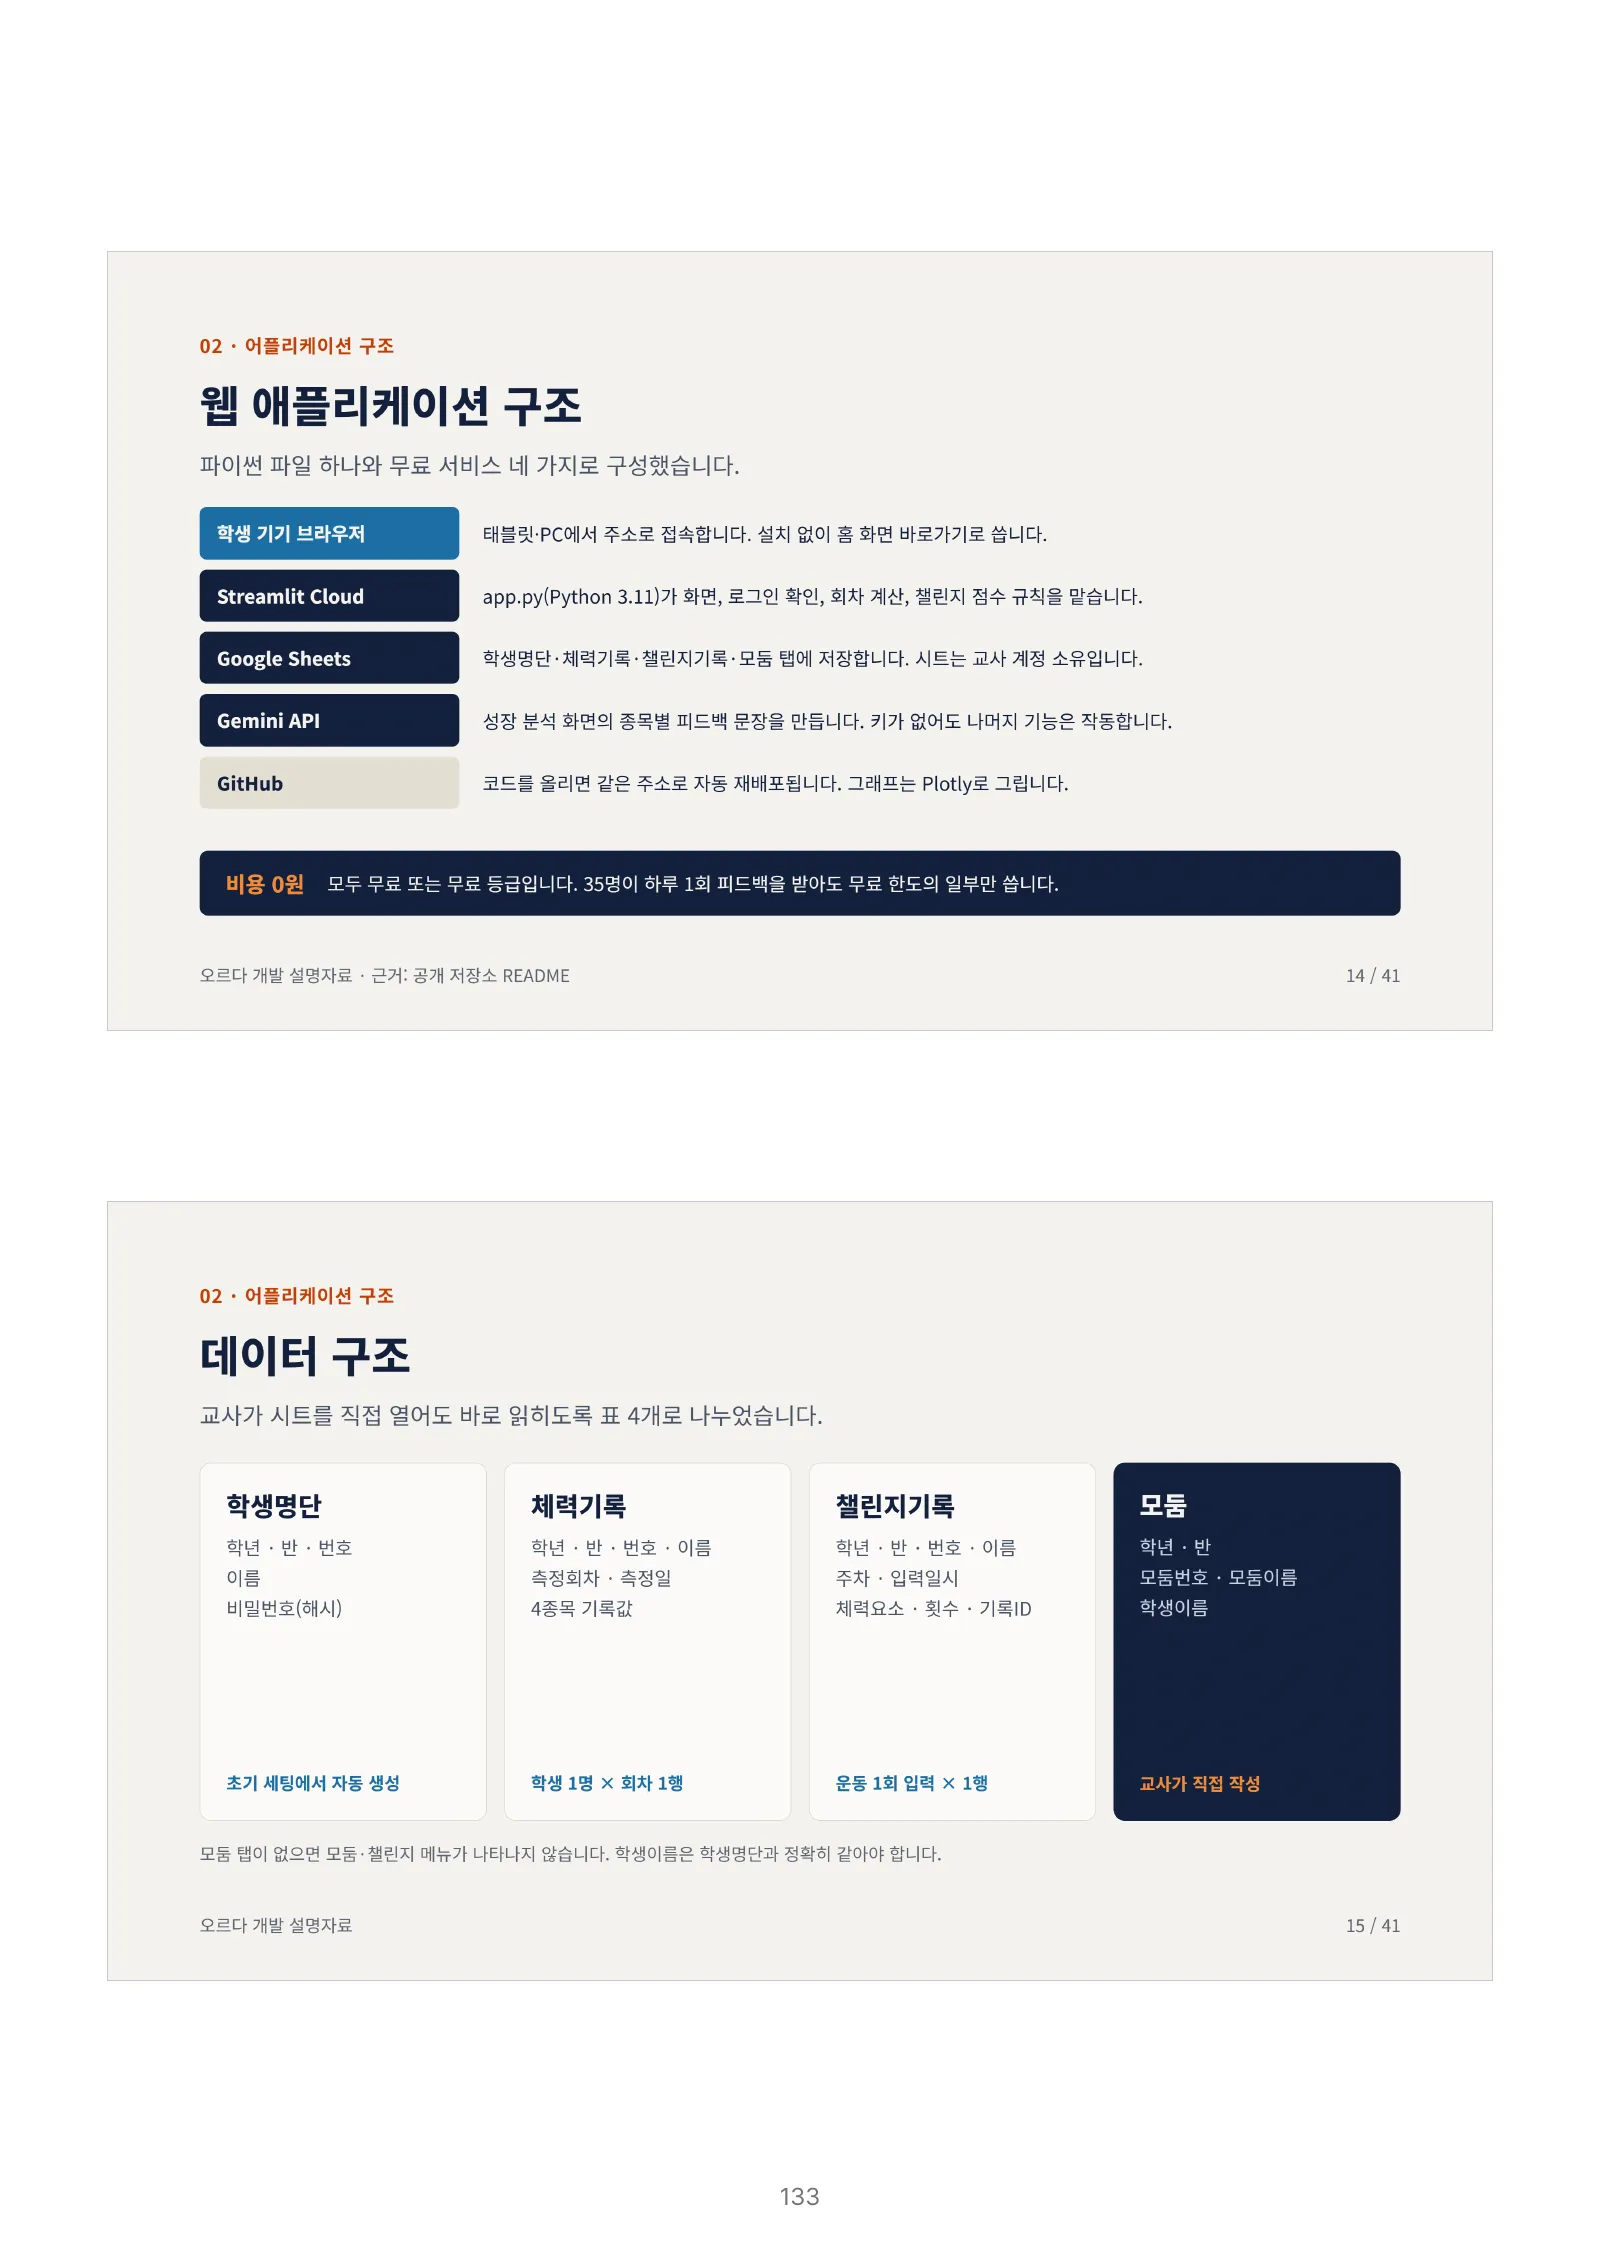 02 · 어플리케이션 구조
웹 애플리케이션 구조
파이썬 파일 하나와 무료 서비스 네 가지로 구성했습니다.
학생 기기 브라우저 태블릿·PC에서 주소로 접속합니다. 설치 없이 홈 화면 바로가기로 씁니다.
Streamlit Cloud app.py(Python 3.11)가 화면, 로그인 확인, 회차 계산, 챌린지 점수 규칙을 맡습니다.
Google Sheets 학생명단·체력기록·챌린지기록·모둠 탭에 저장합니다. 시트는 교사 계정 소유입니다.
Gemini API 성장 분석 화면의 종목별 피드백 문장을 만듭니다. 키가 없어도 나머지 기능은 작동합니다.
GitHub 코드를 올리면 같은 주소로 자동 재배포됩니다. 그래프는 Plotly로 그립니다.
비용 0원 모두 무료 또는 무료 등급입니다. 35명이 하루 1회 피드백을 받아도 무료 한도의 일부만 씁니다.
오르다 개발 설명자료 · 근거: 공개 저장소 README 14 / 41
02 · 어플리케이션 구조
데이터 구조
교사가 시트를 직접 열어도 바로 읽히도록 표 4개로 나누었습니다.
학생명단
학년 · 반 · 번호
이름
비밀번호(해시)
초기 세팅에서 자동 생성
체력기록
학년 · 반 · 번호 · 이름
측정회차 · 측정일
4종목 기록값
학생 1명 × 회차 1행
챌린지기록
학년 · 반 · 번호 · 이름
주차 · 입력일시
체력요소 · 횟수 · 기록ID
운동 1회 입력 × 1행
모둠
학년 · 반
모둠번호 · 모둠이름
학생이름
교사가 직접 작성
모둠 탭이 없으면 모둠·챌린지 메뉴가 나타나지 않습니다. 학생이름은 학생명단과 정확히 같아야 합니다.
오르다 개발 설명자료 15 / 41
133